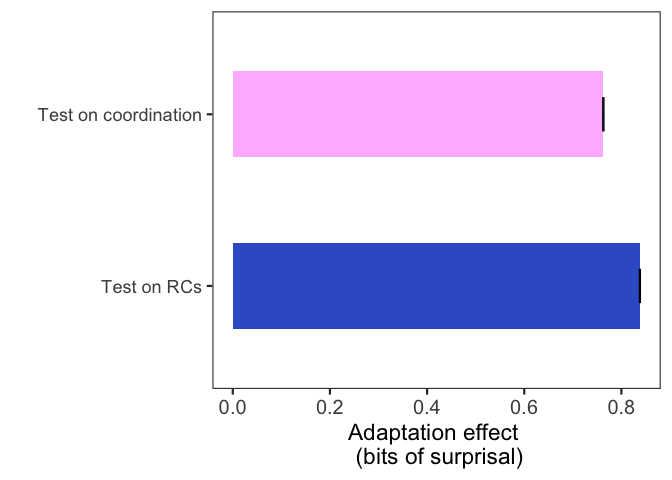 Test on coordination
Test on RCs
0.0 0.2 0.4 0.6 0.8
Adaptation effect
(bits of surprisal)